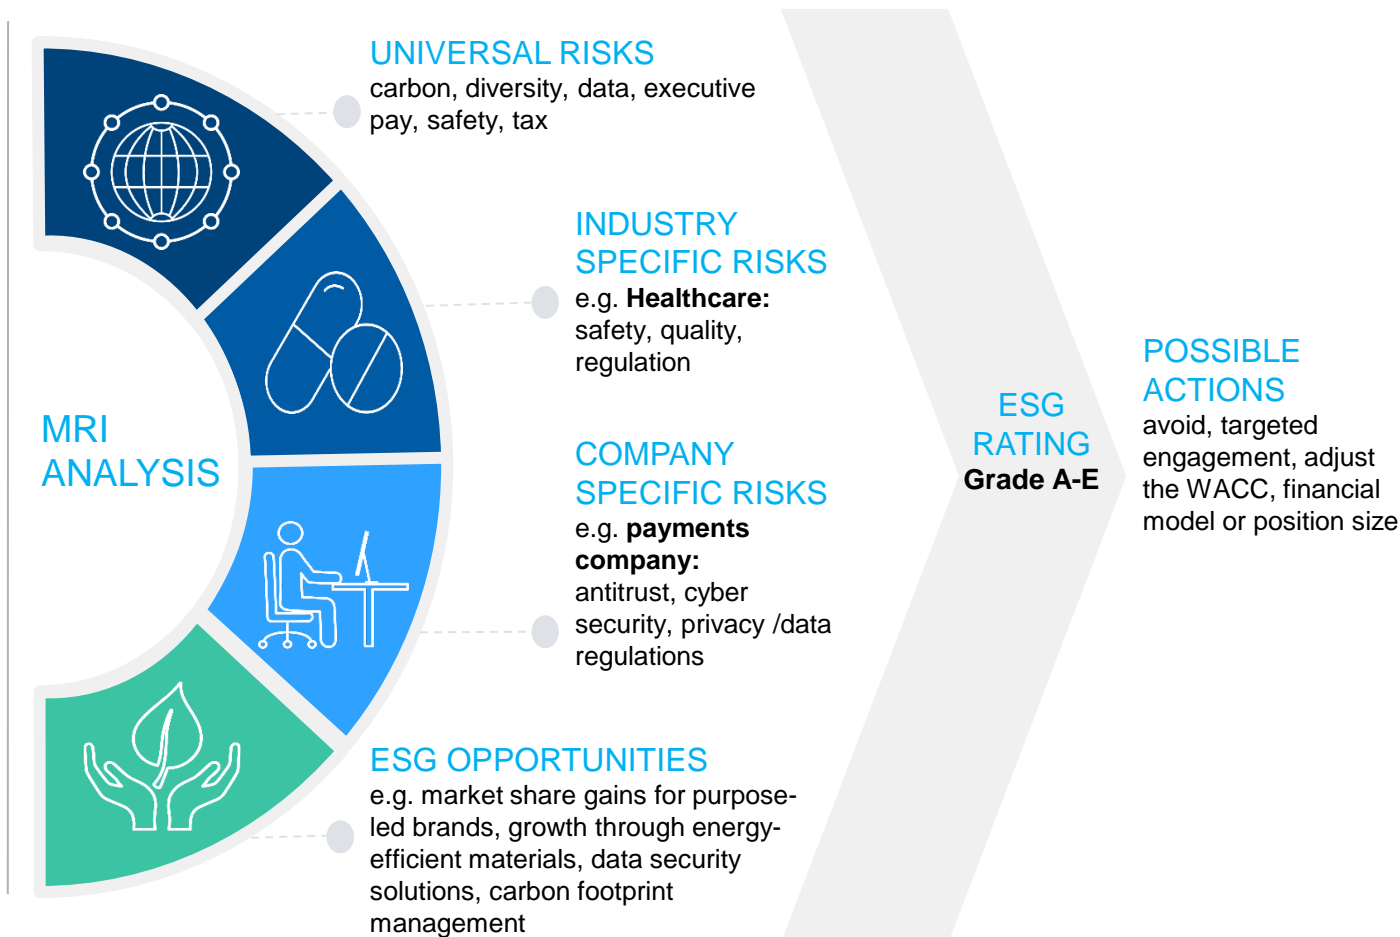 UNIVERSAL RISKS
carbon, diversity, data, executive
pay, safety, tax
INDUSTRY
SPECIFIC RISKS
e.g. Healthcare:
safety, quality,
regulation
MRI
ANALYSIS
COMPANY
SPECIFIC RISKS
e.g. payments
company:
antitrust, cyber
security, privacy /data
regulations
ESG OPPORTUNITIES
e.g. market share gains for purpose-
led brands, growth through energy-
efficient materials, data security
solutions, carbon footprint
management
ESG
RATING
Grade A-E
POSSIBLE
ACTIONS
avoid, targeted
engagement, adjust
the WACC, financial
model or position size